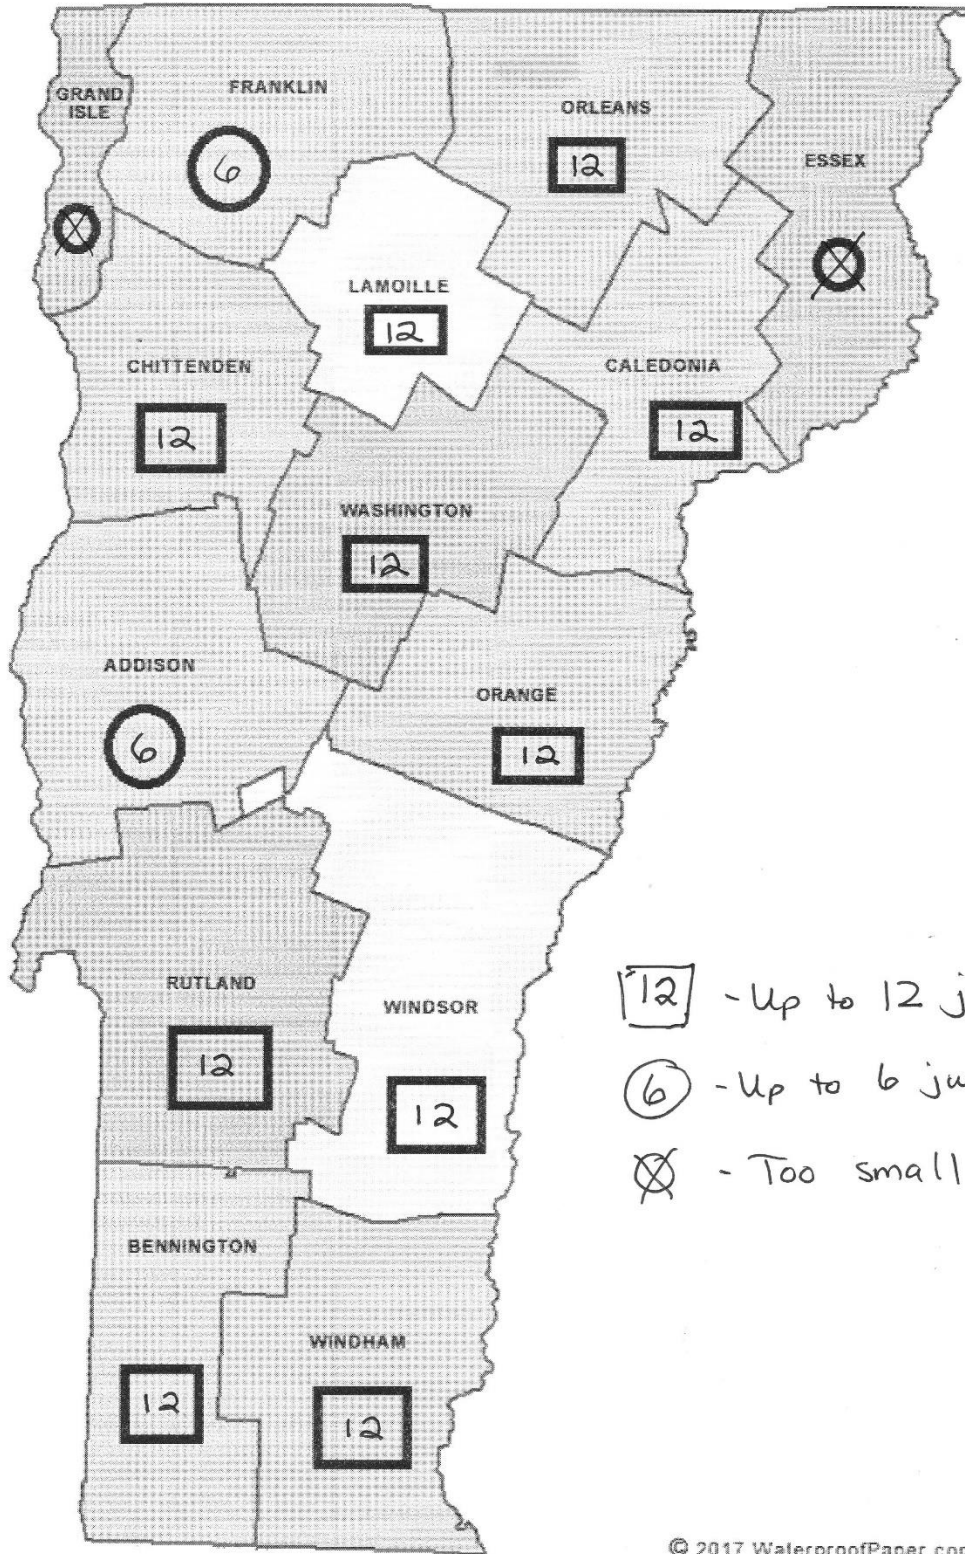 GRAND
ISLE
FRANKLIN
6
ORLEANS
12
ESSEX
LAMOILLE
12
CHITTENDEN
12
CALEDONIA
12
WASHINGTON
12
ADDISON
6
ORANGE
12
RUTLAND
12
WINDSOR
12
12 - Up to 12 j
6 - Up to 6 ju
- Too small
BENNINGTON
12
WINDHAM
12
© 2017 WaterproofPaper.com